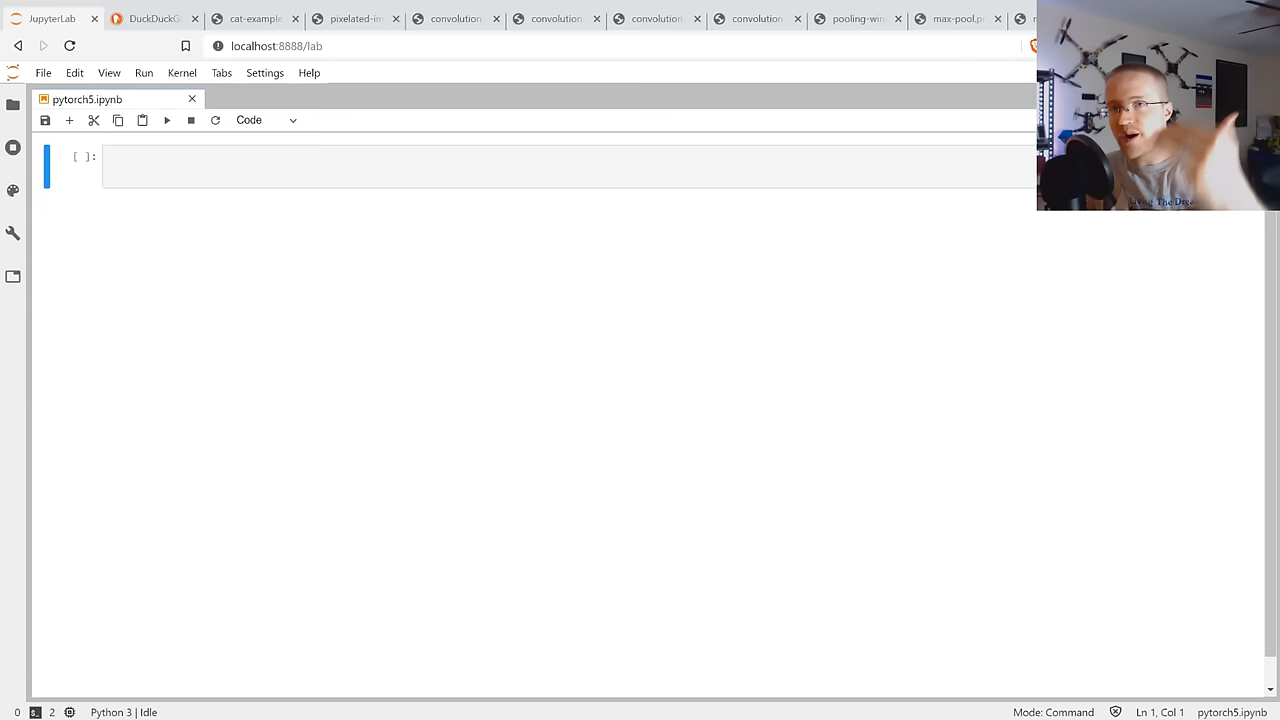 JupyterLab
DuckDuckG
cat-example
pixelated-im
convolution
convolution
convolution
convolution
pooling-win
max-pool.p
localhost:8888/lab
File Edit View Run Kernel Tabs Settings Help
pytorch5.ipynb
Code
[ ]:
The Drea
0 2 Python 3 | Idle
Mode: Command Ln 1, Col 1 pytorch5.ipynb